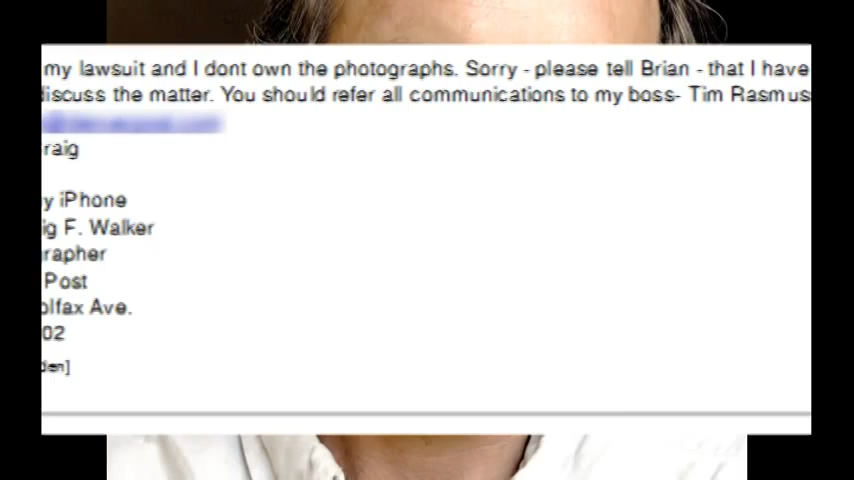 my lawsuit and I dont own the photographs. Sorry - please tell Brian - that I have
discuss the matter. You should refer all communications to my boss- Tim Rasmus
raig
y iPhone
ig F. Walker
rapher
Post
olfax Ave.
02
den]